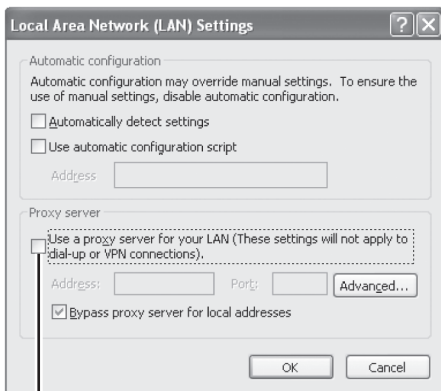 Local Area Network (LAN) Settings
Automatic configuration
Automatic configuration may override manual settings. To ensure the
use of manual settings, disable automatic configuration.
Automatically detect settings
Use automatic configuration script
Address
Proxy server
Use a proxy server for your LAN (These settings will not apply to
dial-up or VPN connections).
Address: Port: Advanced...
Bypass proxy server for local addresses
OK Cancel